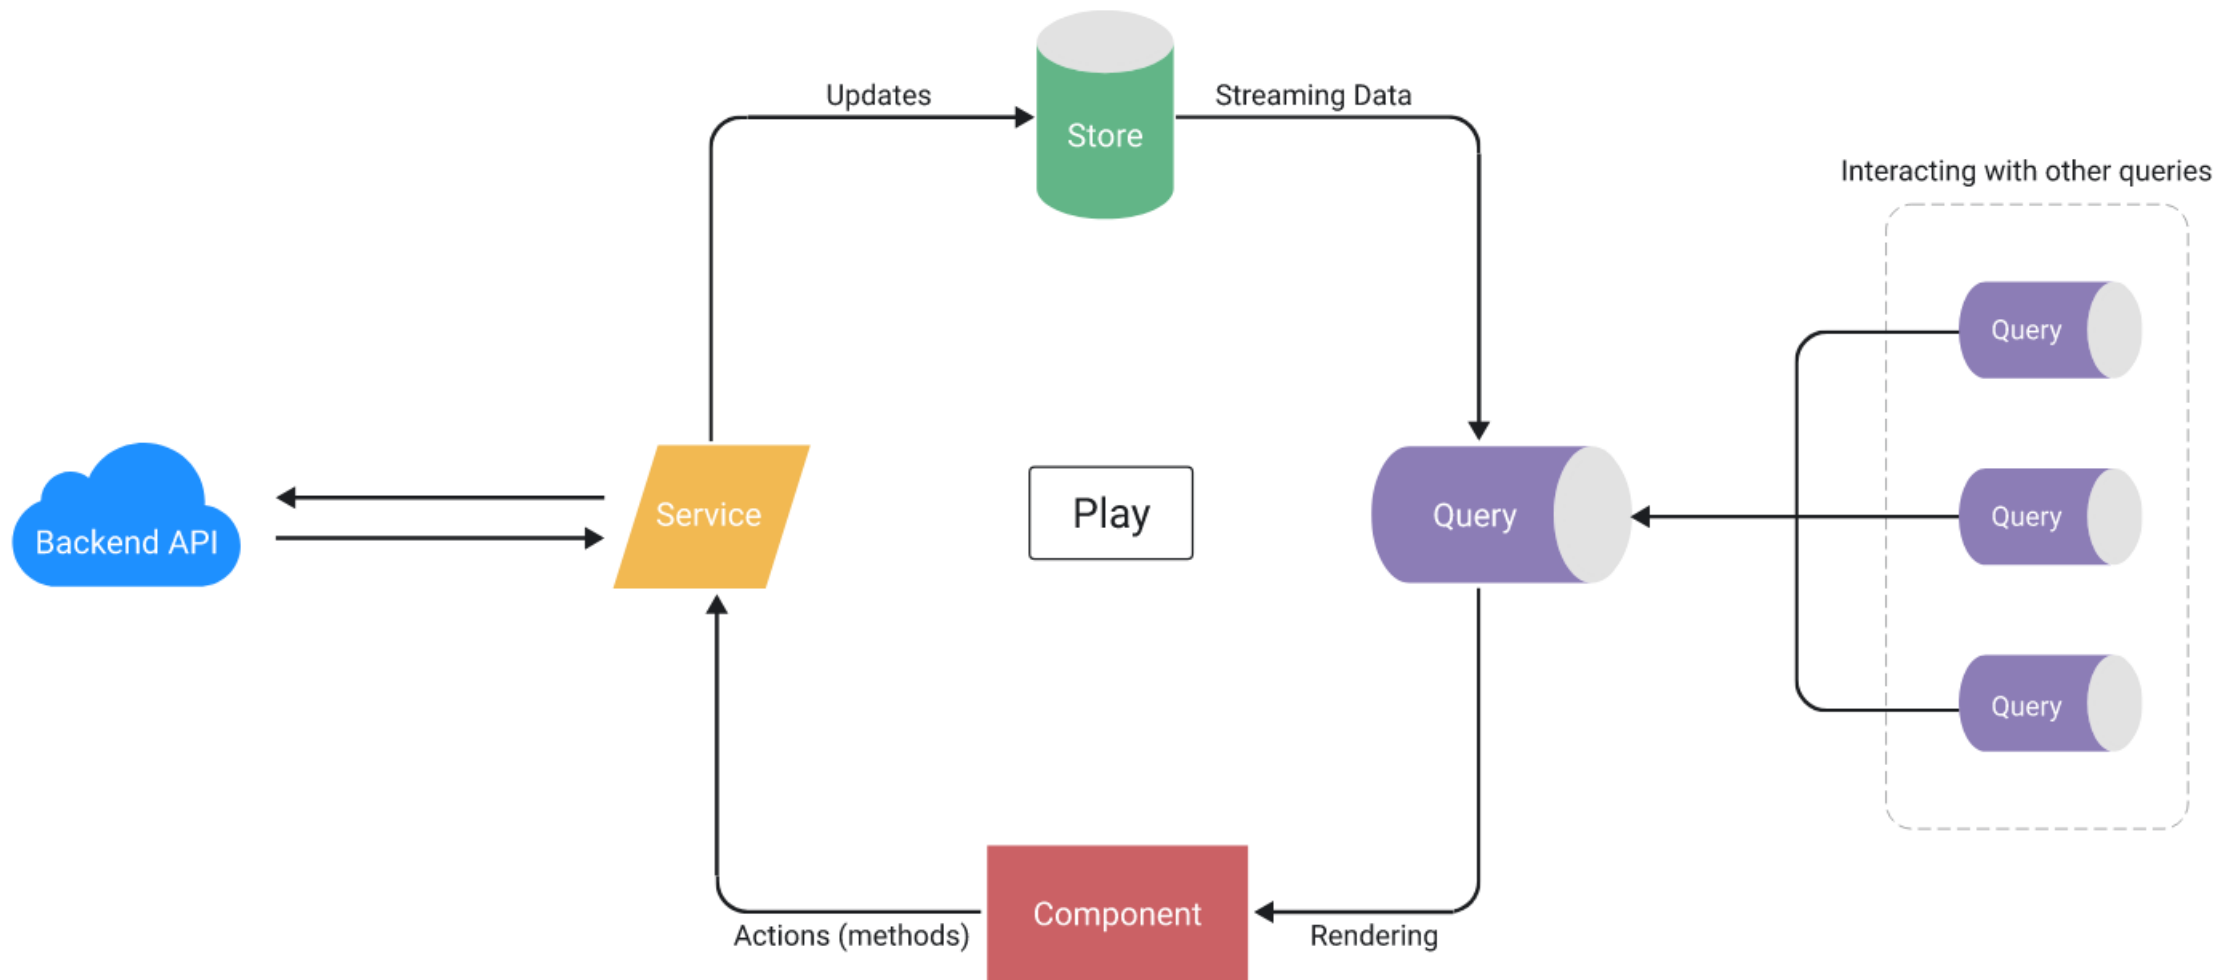 Updates
Streaming Data
Store
Interacting with other queries
Query
Backend API
Service
Play
Query
Query
Query
Component
Actions (methods)
Rendering